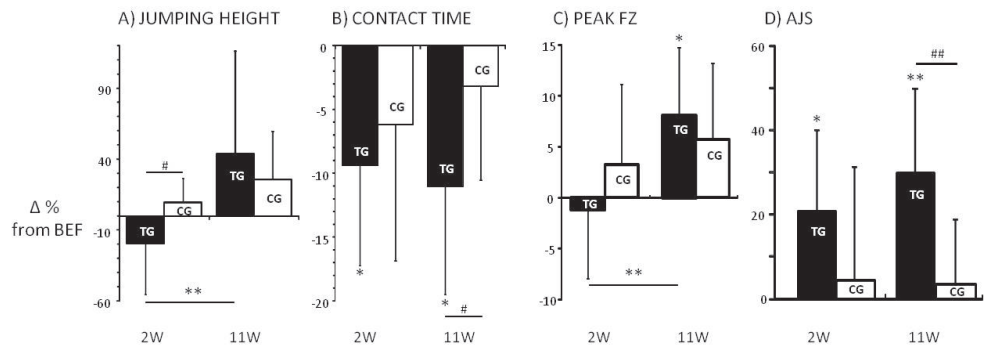 A) JUMPING HEIGHT
B) CONTACT TIME
C) PEAK FZ
D) AJS
Δ %
from BEF
90
40
-10
-60
#
TG
CG
TG
CG
**
2W
11W
0
-5
-10
-15
-20
TG
CG
TG
CG
*
*
#
2W
11W
15
10
5
0
-5
-10
*
TG
CG
TG
CG
**
2W
11W
60
40
20
0
##
**
*
TG
CG
TG
CG
2W
11W